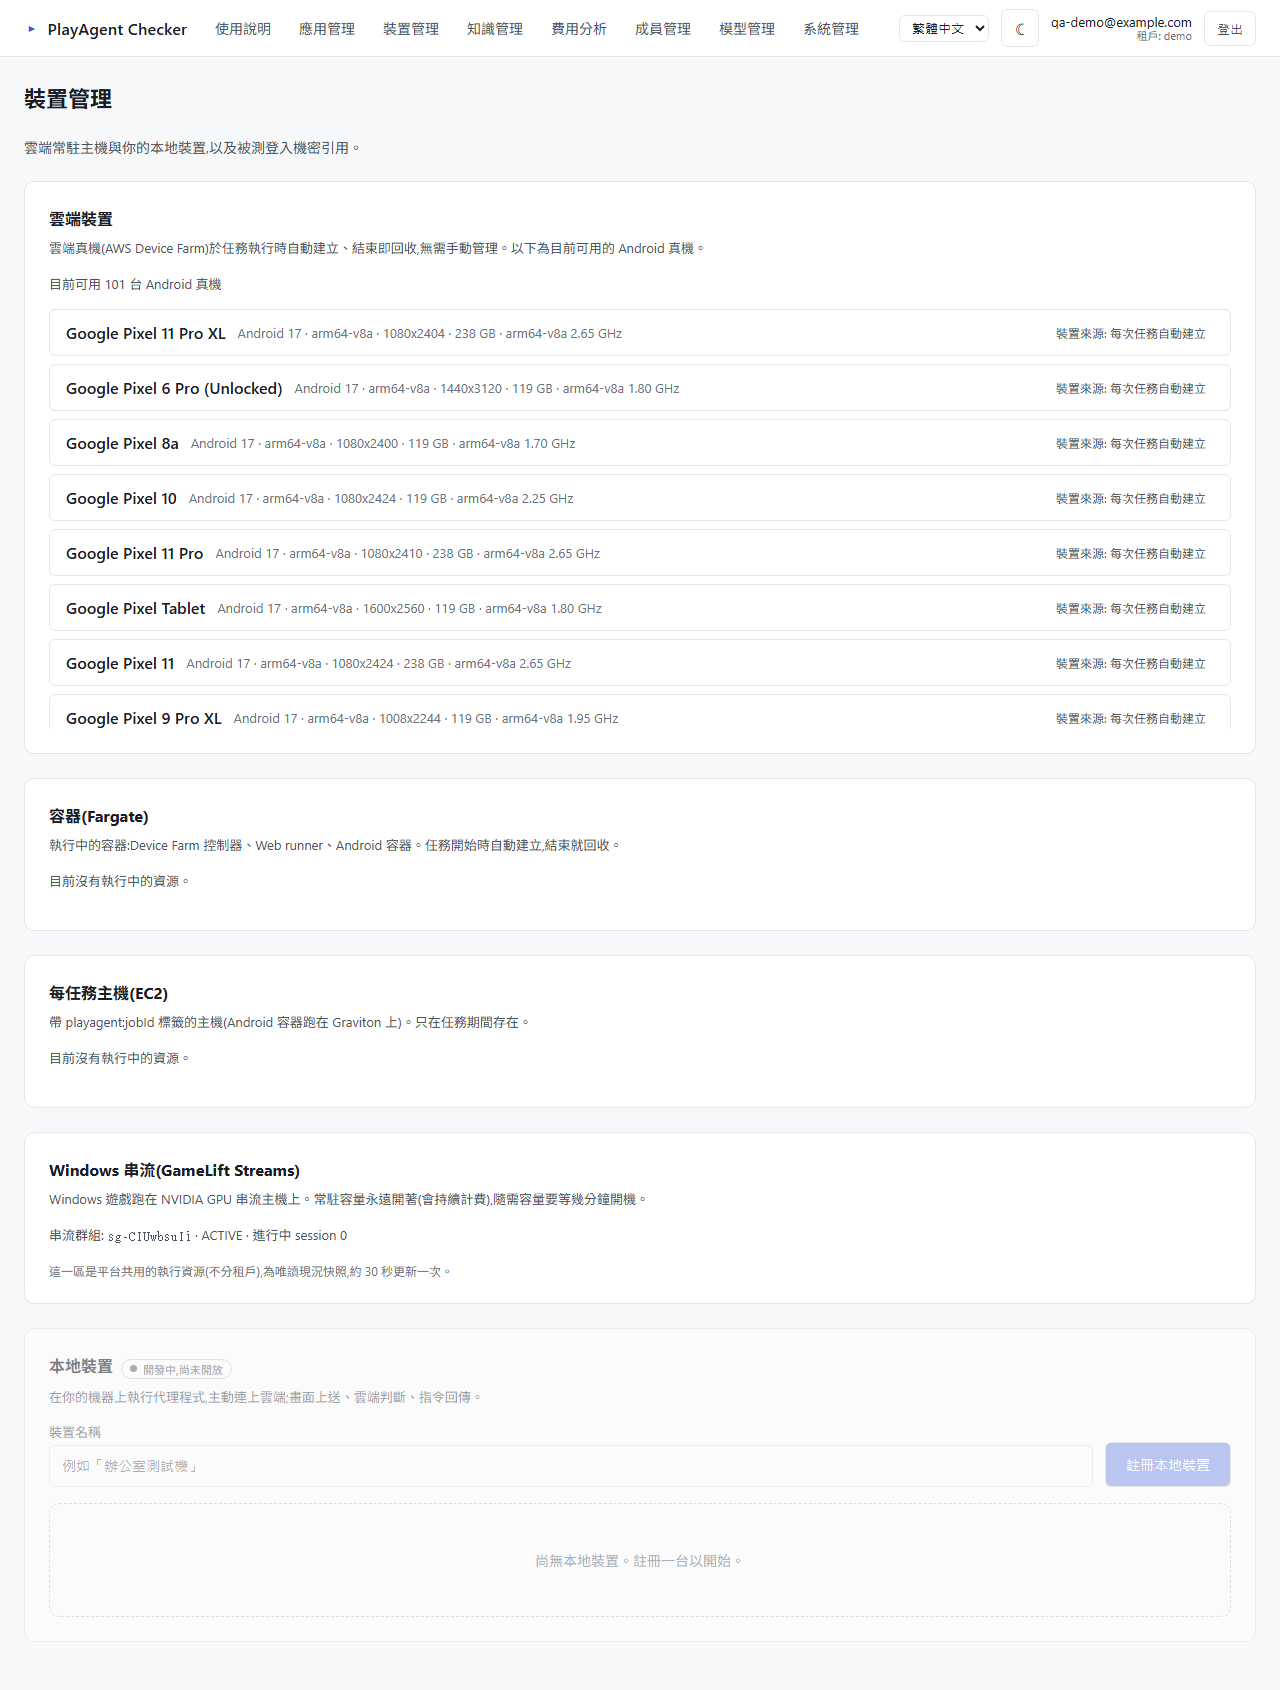 PlayAgent Checker 使用說明 應用管理 裝置管理 知識管理 費用分析 成員管理 模型管理 系統管理 繁體中文 qa-demo@example.com 登出
租戶: demo
裝置管理
雲端常駐主機與你的本地裝置,以及被測登入機密引用。
雲端裝置
雲端真機(AWS Device Farm)於任務執行時自動建立、結束即回收,無需手動管理。以下為目前可用的 Android 真機。
目前可用 101 台 Android 真機
Google Pixel 11 Pro XL Android 17 · arm64-v8a · 1080x2404 · 238 GB · arm64-v8a 2.65 GHz 裝置來源: 每次任務自動建立
Google Pixel 6 Pro (Unlocked) Android 17 · arm64-v8a · 1440x3120 · 119 GB · arm64-v8a 1.80 GHz 裝置來源: 每次任務自動建立
Google Pixel 8a Android 17 · arm64-v8a · 1080x2400 · 119 GB · arm64-v8a 1.70 GHz 裝置來源: 每次任務自動建立
Google Pixel 10 Android 17 · arm64-v8a · 1080x2424 · 119 GB · arm64-v8a 2.25 GHz 裝置來源: 每次任務自動建立
Google Pixel 11 Pro Android 17 · arm64-v8a · 1080x2410 · 238 GB · arm64-v8a 2.65 GHz 裝置來源: 每次任務自動建立
Google Pixel Tablet Android 17 · arm64-v8a · 1600x2560 · 119 GB · arm64-v8a 1.80 GHz 裝置來源: 每次任務自動建立
Google Pixel 11 Android 17 · arm64-v8a · 1080x2424 · 238 GB · arm64-v8a 2.65 GHz 裝置來源: 每次任務自動建立
Google Pixel 9 Pro XL Android 17 · arm64-v8a · 1008x2244 · 119 GB · arm64-v8a 1.95 GHz 裝置來源: 每次任務自動建立
容器(Fargate)
執行中的容器:Device Farm 控制器、Web runner、Android 容器。任務開始時自動建立,結束就回收。
目前沒有執行中的資源。
每任務主機(EC2)
帶 playagent:jobId 標籤的主機(Android 容器跑在 Graviton 上)。只在任務期間存在。
目前沒有執行中的資源。
Windows 串流(GameLift Streams)
Windows 遊戲跑在 NVIDIA GPU 串流主機上。常駐容量永遠開著(會持續計費),隨需容量要等幾分鐘開機。
串流群組: sg-CIUwbsuIi · ACTIVE · 進行中 session 0
這一區是平台共用的執行資源(不分租戶),為唯讀現況快照,約 30 秒更新一次。
本地裝置 開發中,尚未開放
在你的機器上執行代理程式,主動連上雲端;畫面上送、雲端判斷、指令回傳。
裝置名稱
例如「辦公室測試機」 註冊本地裝置
尚無本地裝置。註冊一台以開始。